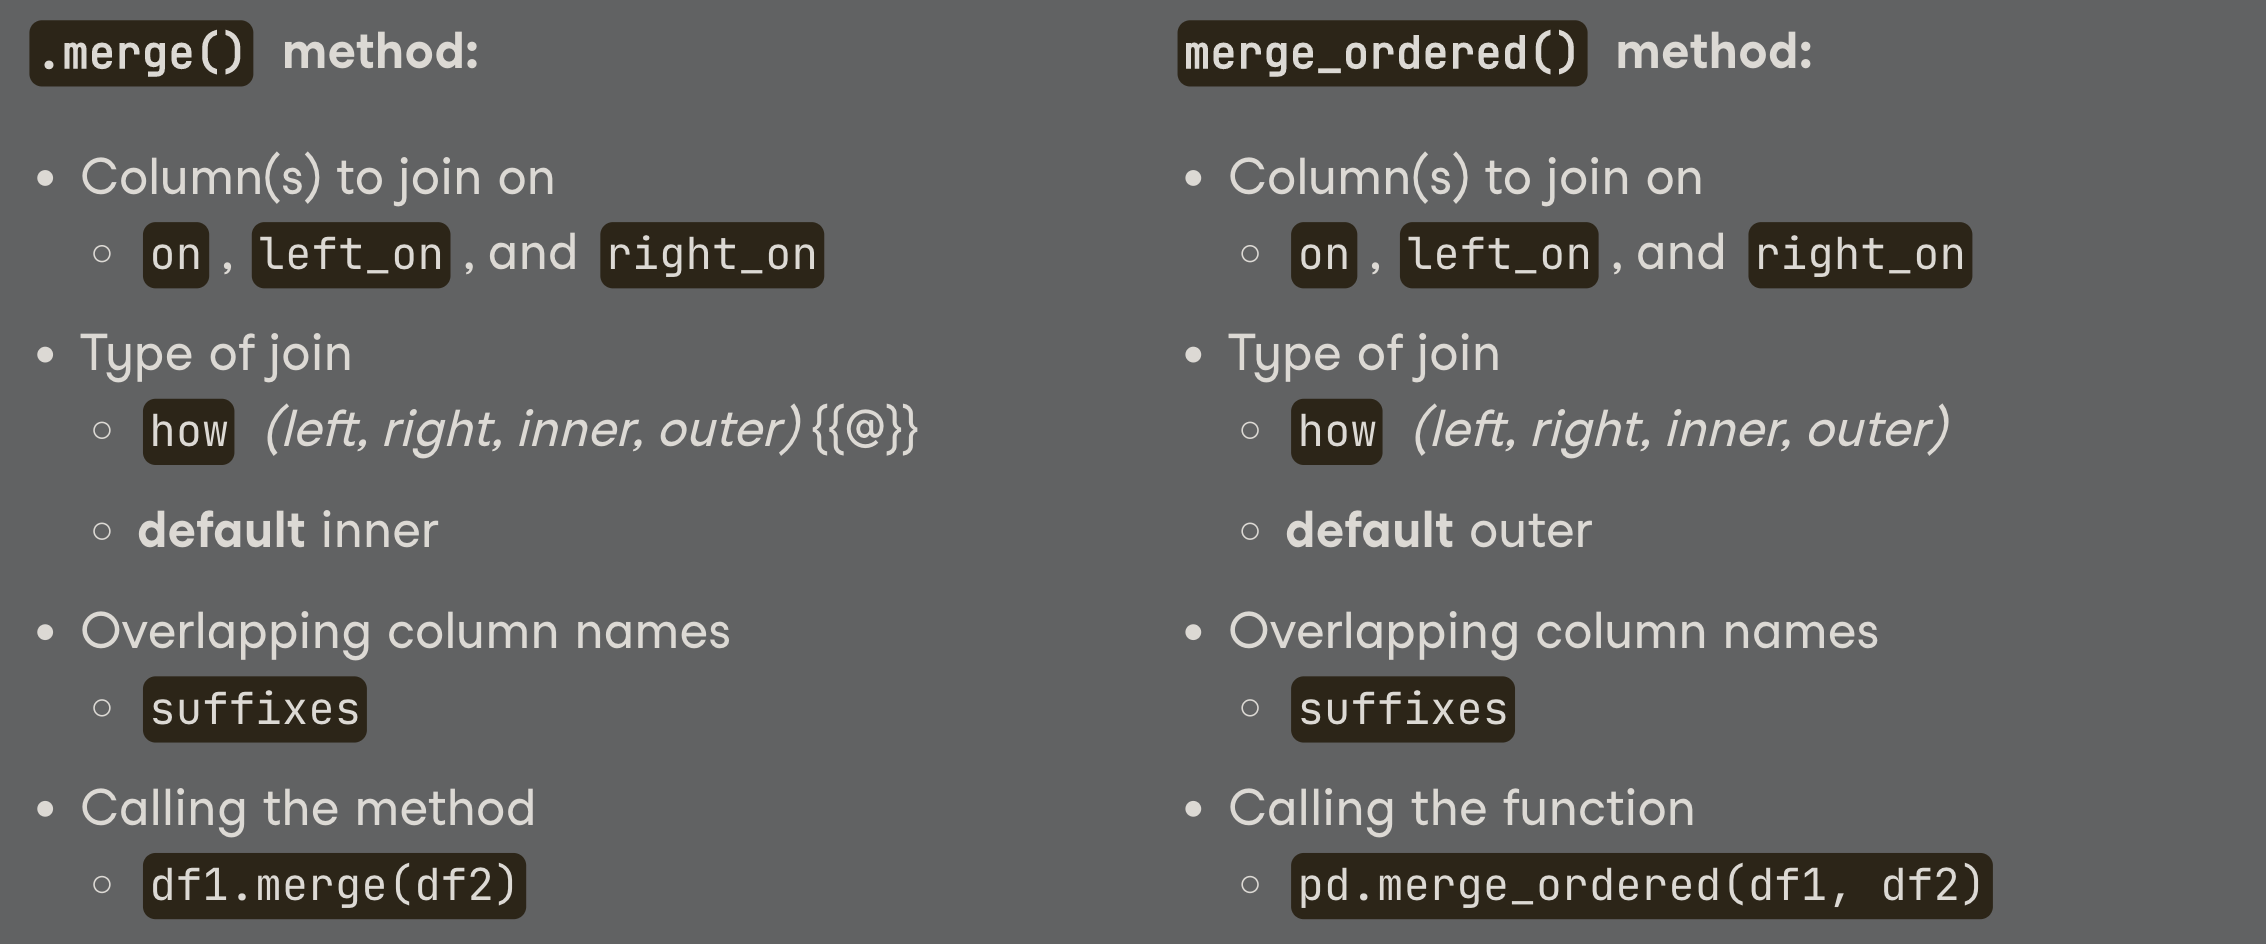 .merge() method:
• Column(s) to join on
○ on , left_on , and right_on
• Type of join
○ how (left, right, inner, outer) {{@}}
○ default inner
• Overlapping column names
○ suffixes
• Calling the method
○ df1.merge(df2)
merge_ordered() method:
• Column(s) to join on
○ on , left_on , and right_on
• Type of join
○ how (left, right, inner, outer)
○ default outer
• Overlapping column names
○ suffixes
• Calling the function
○ pd.merge_ordered(df1, df2)